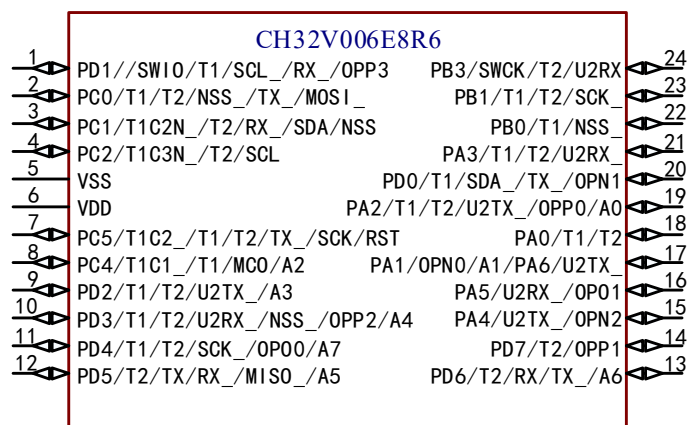 CH32V006E8R6
1 PD1//SWIO/T1/SCL_/RX_/OPP3 PB3/SWCK/T2/U2RX 24
2 PC0/T1/T2/NSS_/TX_/MOSI_ PB1/T1/T2/SCK_ 23
3 PC1/T1C2N_/T2/RX_/SDA/NSS PB0/T1/NSS_ 22
4 PC2/T1C3N_/T2/SCL PA3/T1/T2/U2RX_ 21
5 VSS PD0/T1/SDA_/TX_/OPN1 20
6 VDD PA2/T1/T2/U2TX_/OPP0/A0 19
7 PC5/T1C2_/T1/T2/TX_/SCK/RST PA0/T1/T2 18
8 PC4/T1C1_/T1/MCO/A2 PA1/OPN0/A1/PA6/U2TX_ 17
9 PD2/T1/T2/U2TX_/A3 PA5/U2RX_/OPO1 16
10 PD3/T1/T2/U2RX_/NSS_/OPP2/A4 PA4/U2TX_/OPN2 15
11 PD4/T1/T2/SCK_/OPO0/A7 PD7/T2/OPP1 14
12 PD5/T2/TX/RX_/MISO_/A5 PD6/T2/RX/TX_/A6 13